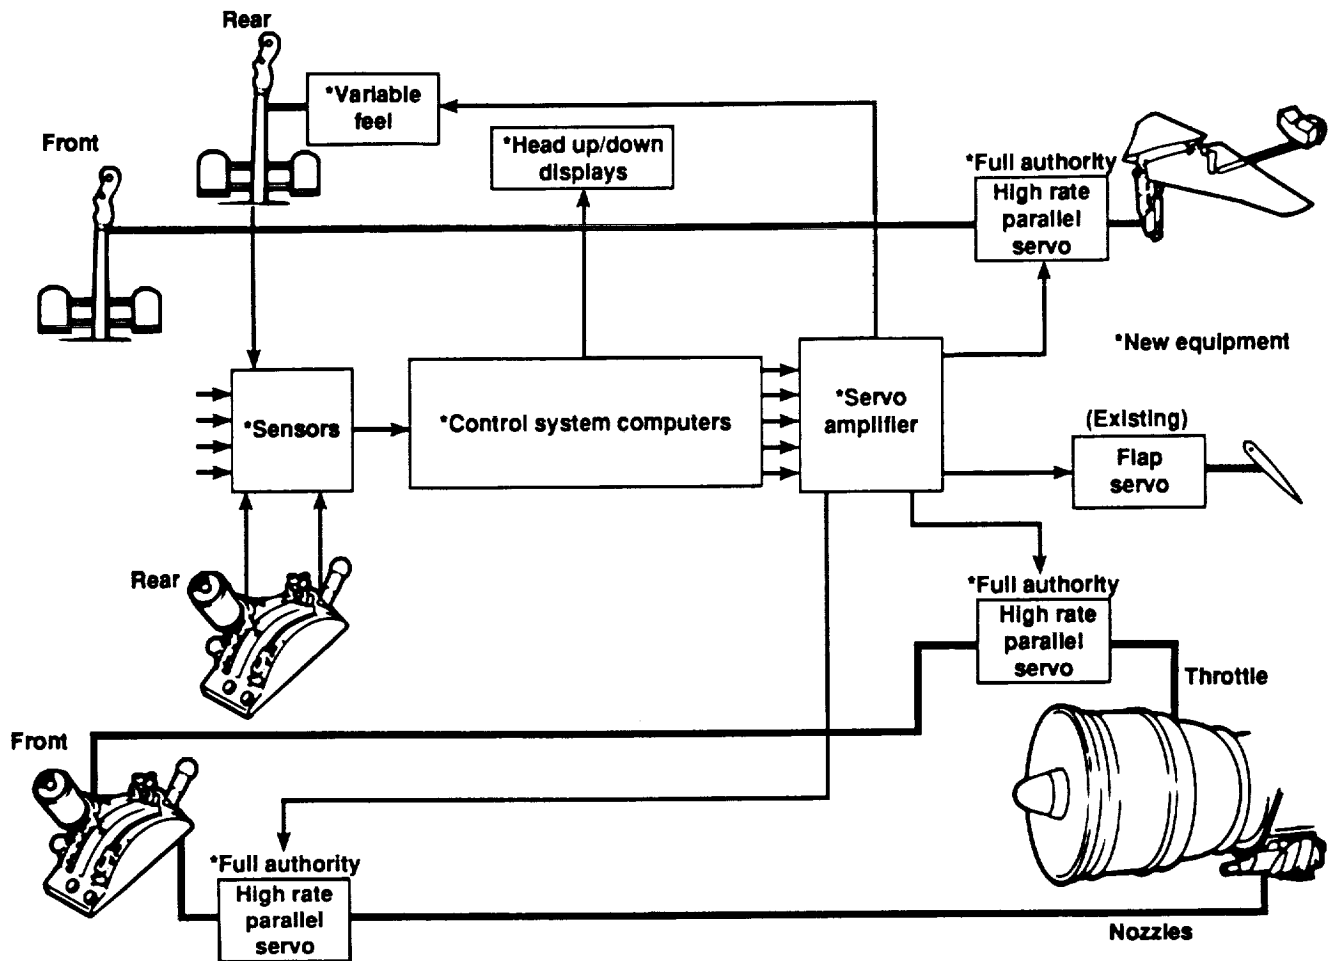 Rear
*Variable
feel
Front
*Head up/down
displays
*Full authority
High rate
parallel
servo
*New equipment
*Sensors
*Control system computers
*Servo
amplifier
(Existing)
Flap
servo
Rear
*Full authority
High rate
parallel
servo
Throttle
Front
*Full authority
High rate
parallel
servo
Nozzles